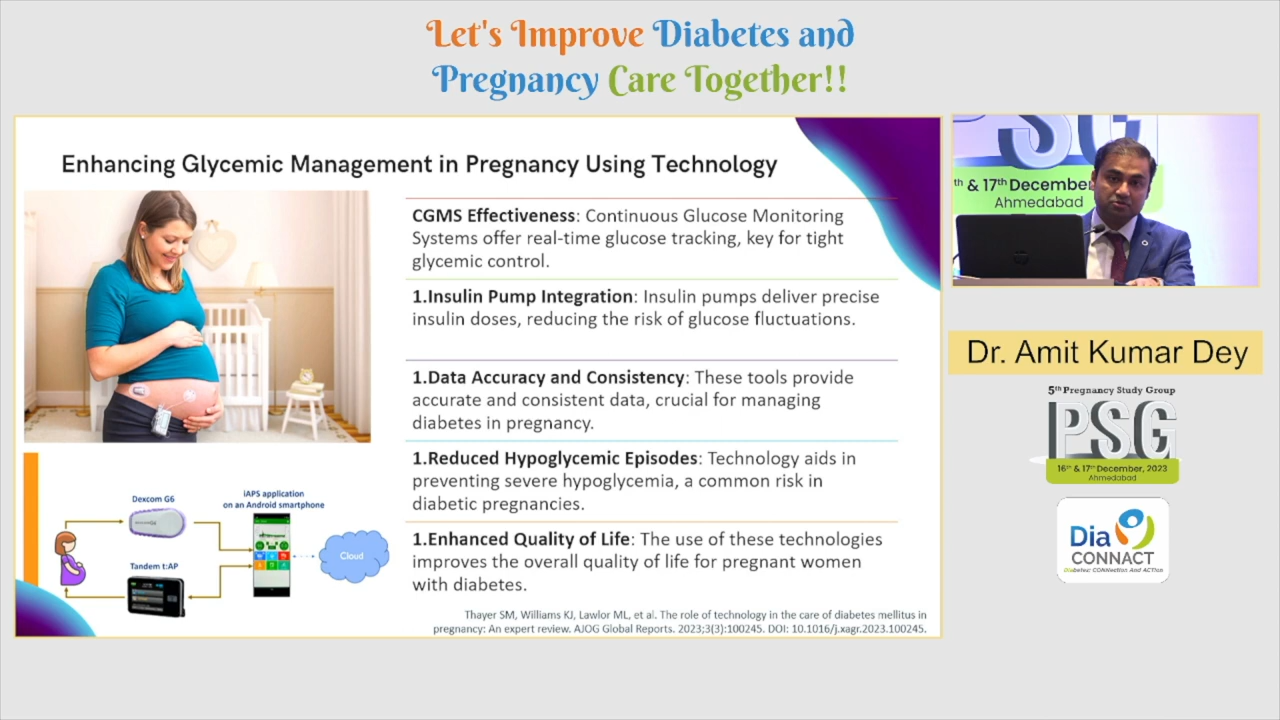 Let's Improve Diabetes and
Pregnancy Care Together!!
Enhancing Glycemic Management in Pregnancy Using Technology
CGMS Effectiveness: Continuous Glucose Monitoring
Systems offer real-time glucose tracking, key for tight
glycemic control.
1.Insulin Pump Integration: Insulin pumps deliver precise
insulin doses, reducing the risk of glucose fluctuations.
1.Data Accuracy and Consistency: These tools provide
accurate and consistent data, crucial for managing
diabetes in pregnancy.
1.Reduced Hypoglycemic Episodes: Technology aids in
preventing severe hypoglycemia, a common risk in
diabetic pregnancies.
1.Enhanced Quality of Life: The use of these technologies
improves the overall quality of life for pregnant women
with diabetes.
Thayer SM, Williams KJ, Lawlor ML, et al. The role of technology in the care of diabetes mellitus in
pregnancy: An expert review. AJOG Global Reports. 2023;3(3):100245. DOI: 10.1016/j.xagr.2023.100245.
Dexcom G6
iAPS application
on an Android smartphone
Cloud
Tandem t:AP
PSG
th & 17th December
Ahmedabad
Dr. Amit Kumar Dey
5th Pregnancy Study Group
PSG
16th & 17th December, 2023
Ahmedabad
Dia
CONNACT
Diabetes: CONNection And ACTion